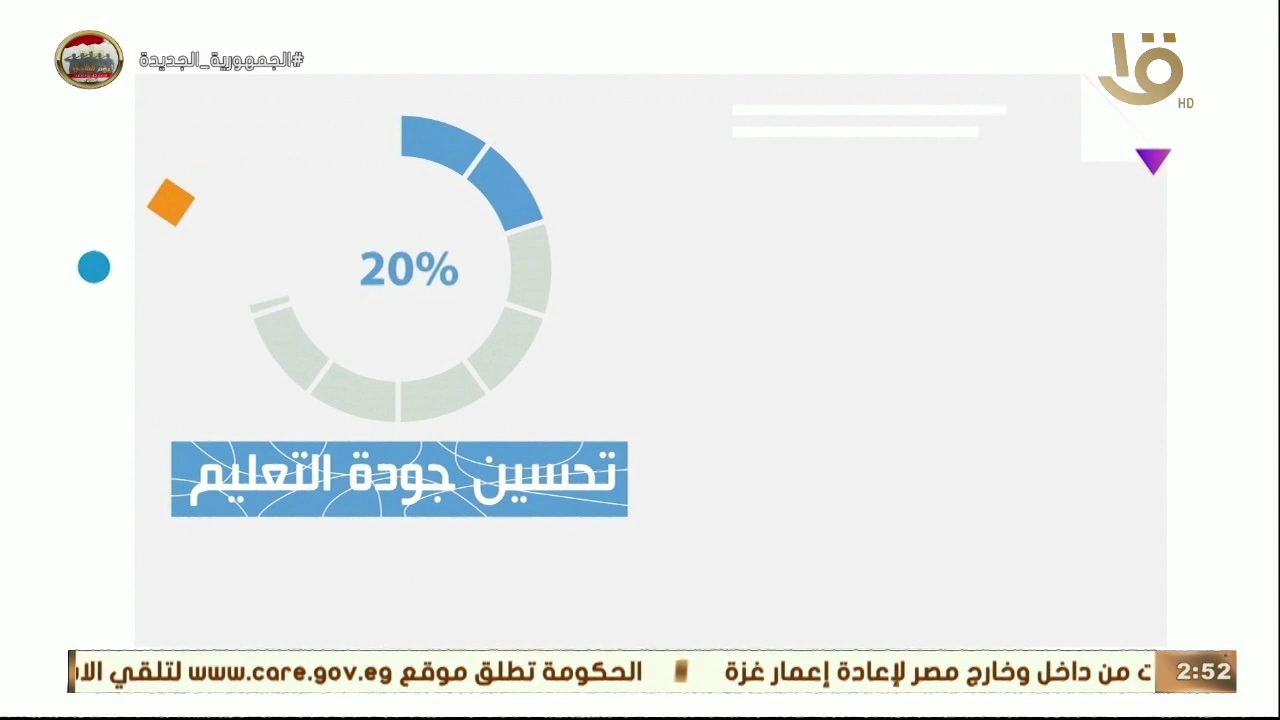 #الجمهورية_الجديدة
HD
20%
تحسين جودة التعليم
ت من داخل وخارج مصر لإعادة إعمار غزة الحكومة تطلق موقع www.care.gov.eg لتلقي الا
2:52